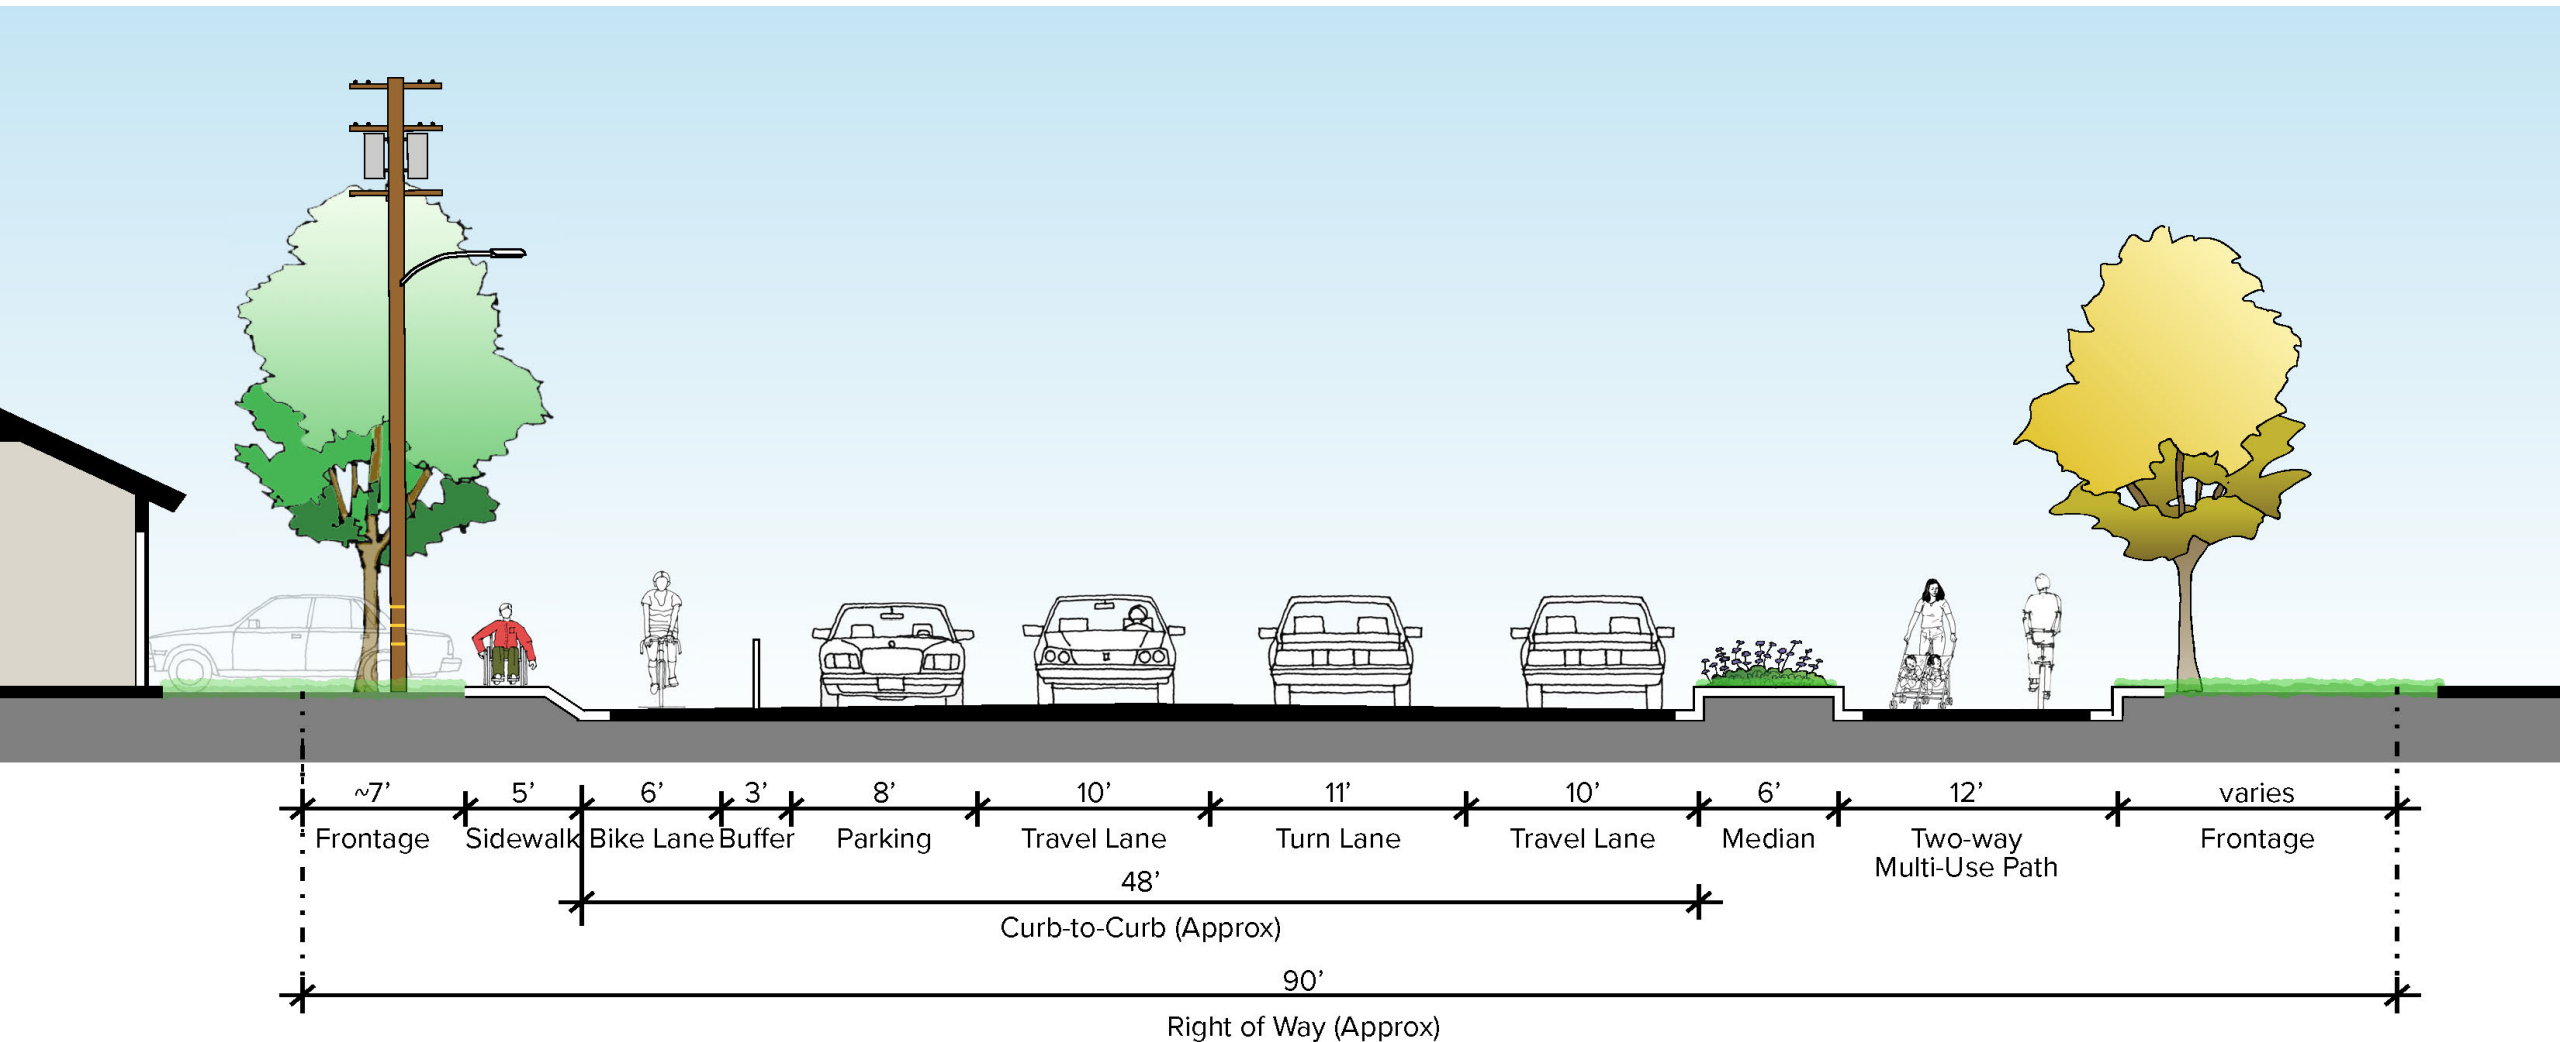 ~7’ 5’ 6’ 3’ 8’ 10’ 11’ 10’ 6’ 12’ varies
Frontage Sidewalk Bike Lane Buffer Parking Travel Lane Turn Lane Travel Lane Median Two-way Frontage
Multi-Use Path
48’
Curb-to-Curb (Approx)
90’
Right of Way (Approx)